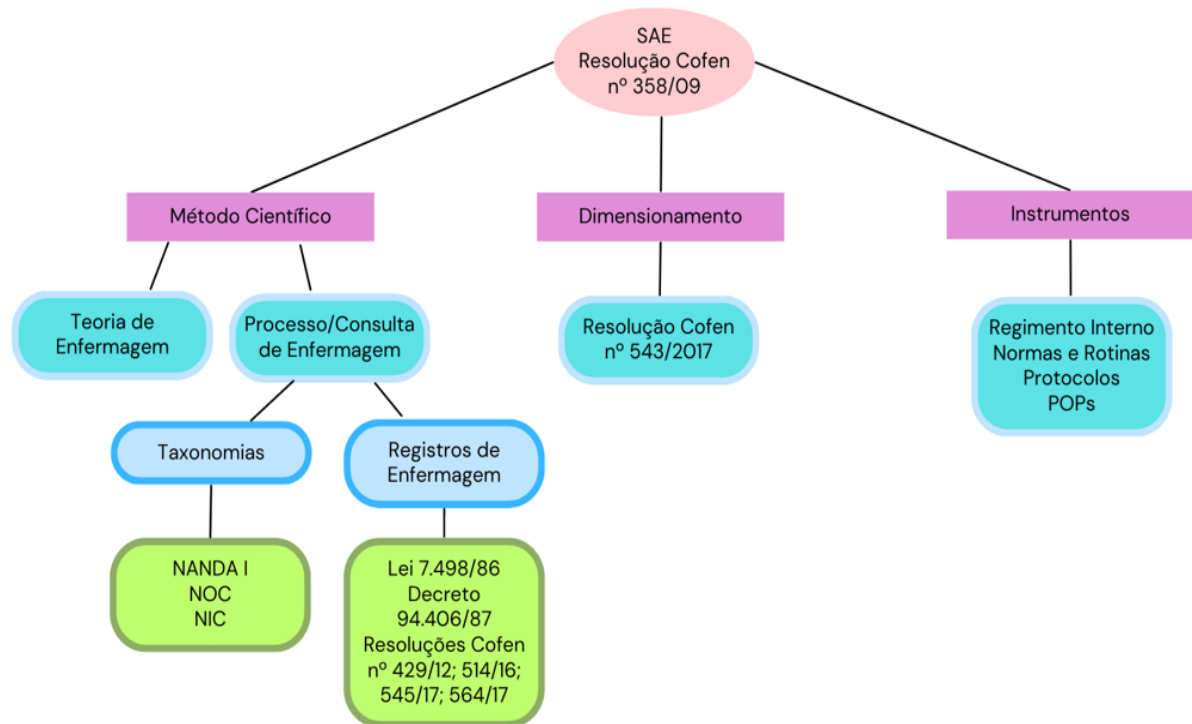 SAE
Resolução Cofen
nº 358/09
Método Científico
Dimensionamento
Instrumentos
Teoria de
Enfermagem
Processo/Consulta
de Enfermagem
Resolução Cofen
nº 543/2017
Regimento Interno
Normas e Rotinas
Protocolos
POPs
Taxonomias
Registros de
Enfermagem
NANDA I
NOC
NIC
Lei 7.498/86
Decreto
94.406/87
Resoluções Cofen
nº 429/12; 514/16;
545/17; 564/17